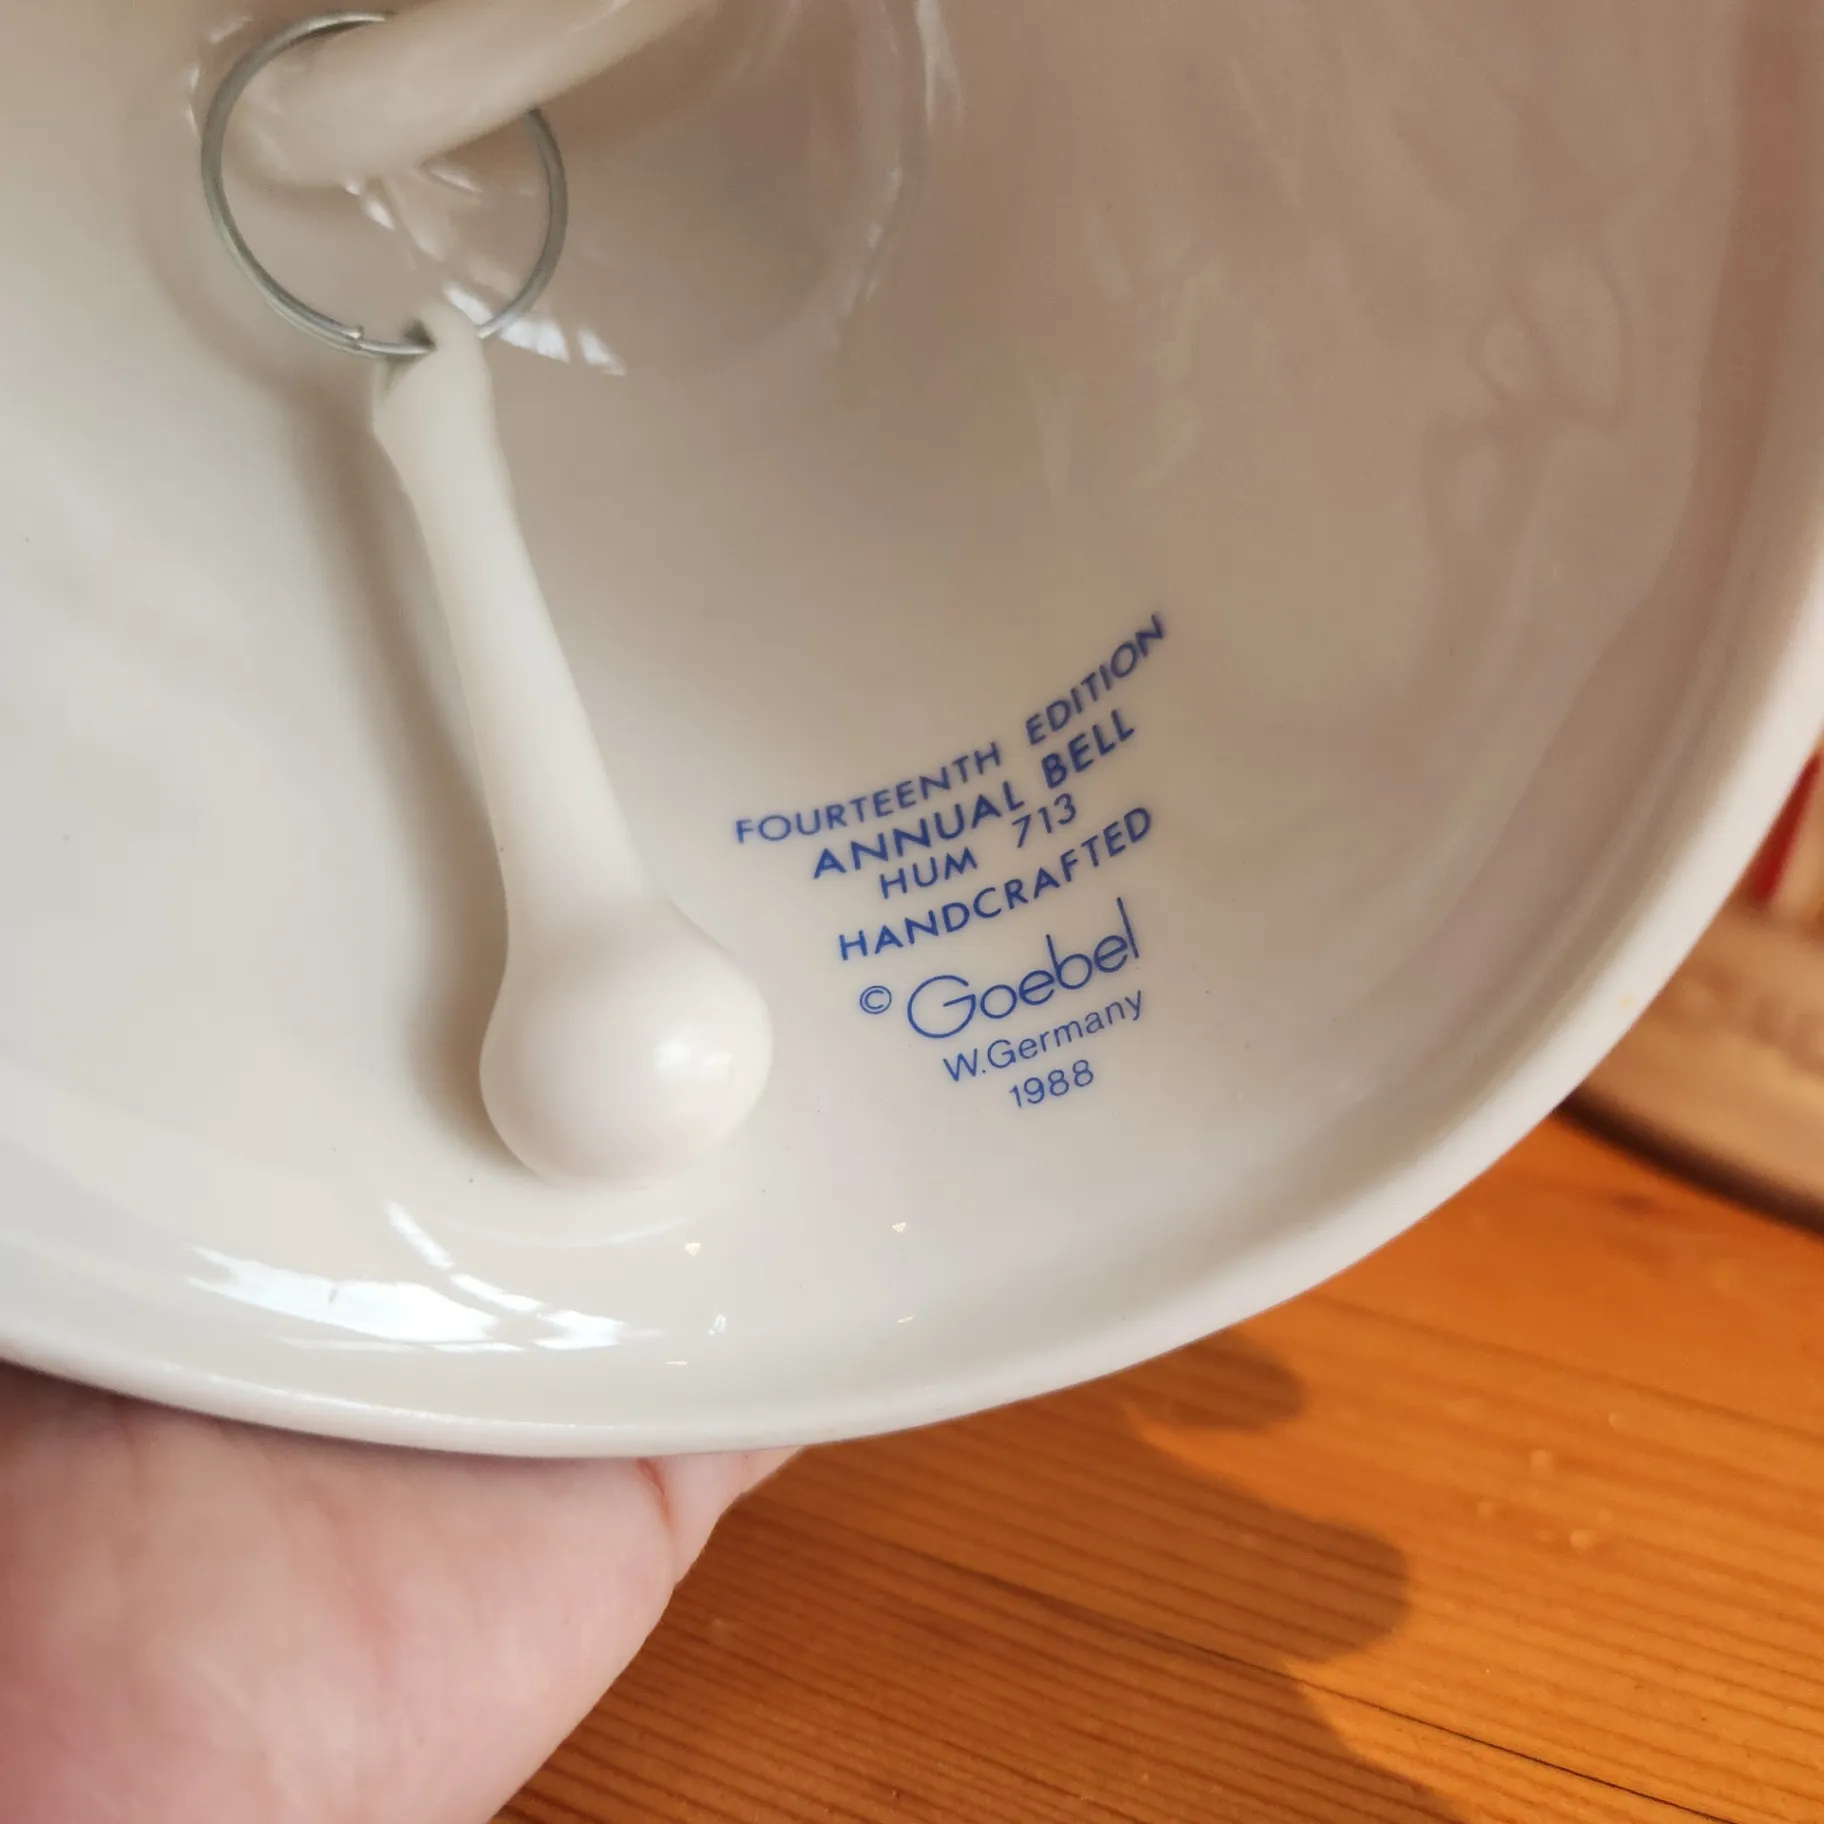 FOURTEENTH EDITION
ANNUAL BELL
HUM 713
HANDCRAFTED
© Goebel
W.Germany
1988